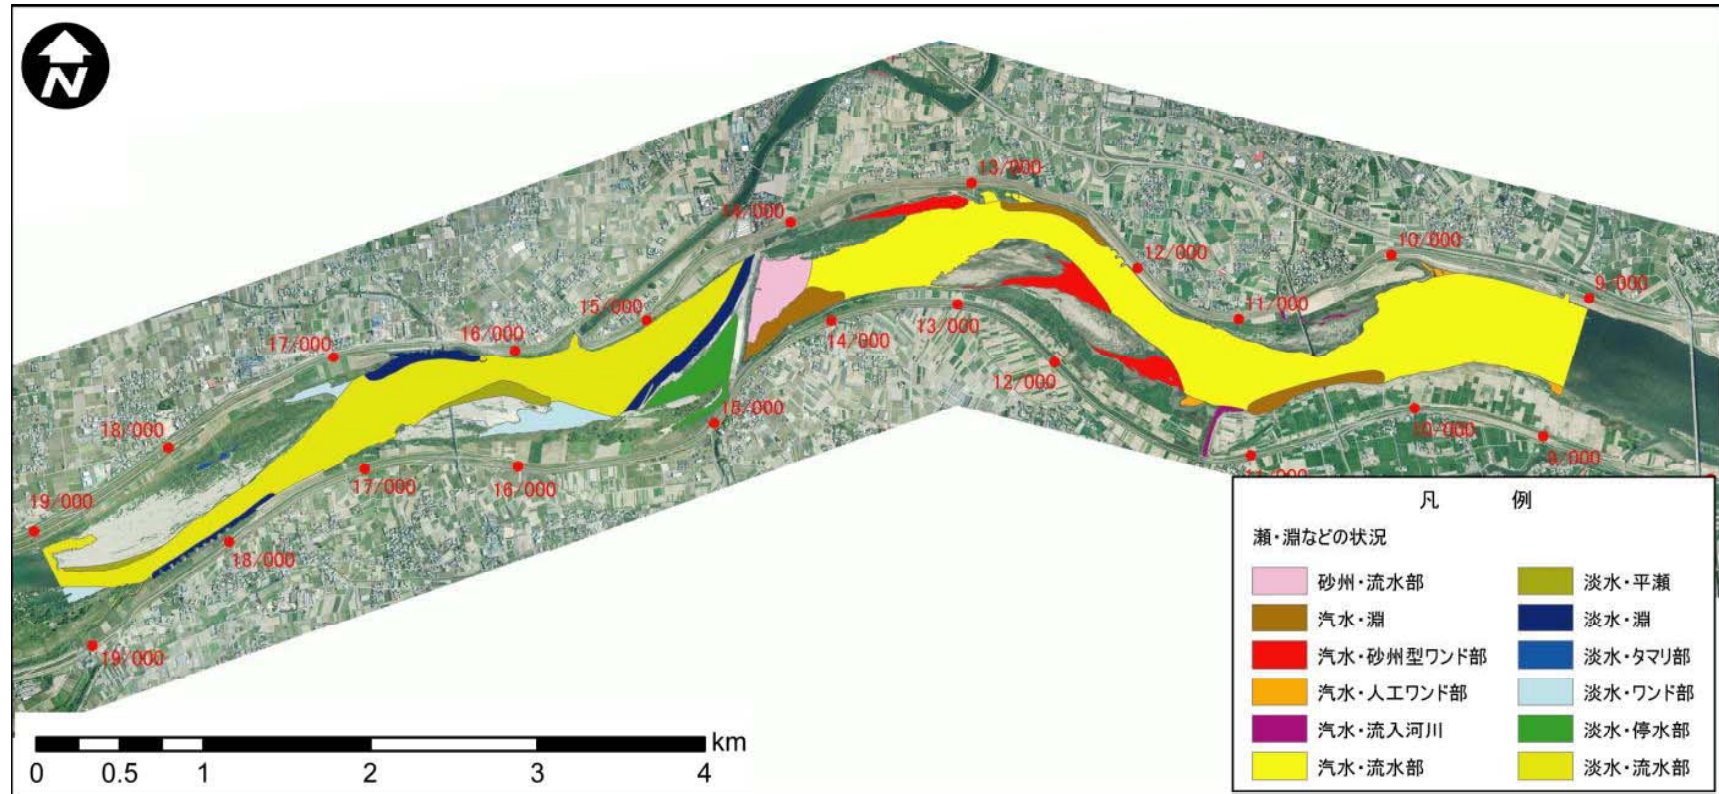 N
13/000
14/000
12/000
10/000
9/000
15/000
11/000
16/000
17/000
13/000
14/000
12/000
18/000
15/000
10/000
9/000
17/000
16/000
11/000
19/000
18/000
19/000
凡 例
瀬・淵などの状況
砂州・流水部
淡水・平瀬
汽水・淵
淡水・淵
汽水・砂州型ワンド部
淡水・タマリ部
汽水・人工ワンド部
淡水・ワンド部
汽水・流入河川
淡水・停水部
汽水・流水部
淡水・流水部
km
0 0.5 1 2 3 4